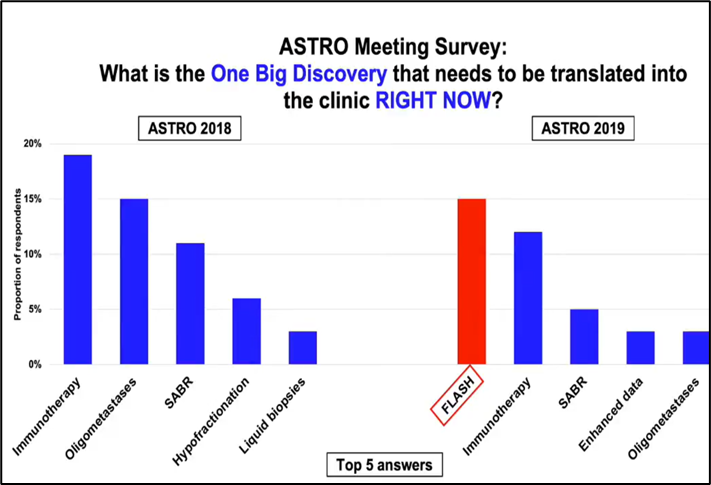 ASTRO Meeting Survey:
What is the One Big Discovery that needs to be translated into
the clinic RIGHT NOW?
ASTRO 2018
ASTRO 2019
Proportion of respondents
20%
15%
10%
5%
0%
Immunotherapy
Oligometastases
SABR
Hypofractionation
Liquid biopsies
FLASH
Immunotherapy
SABR
Enhanced data
Oligometastases
Top 5 answers